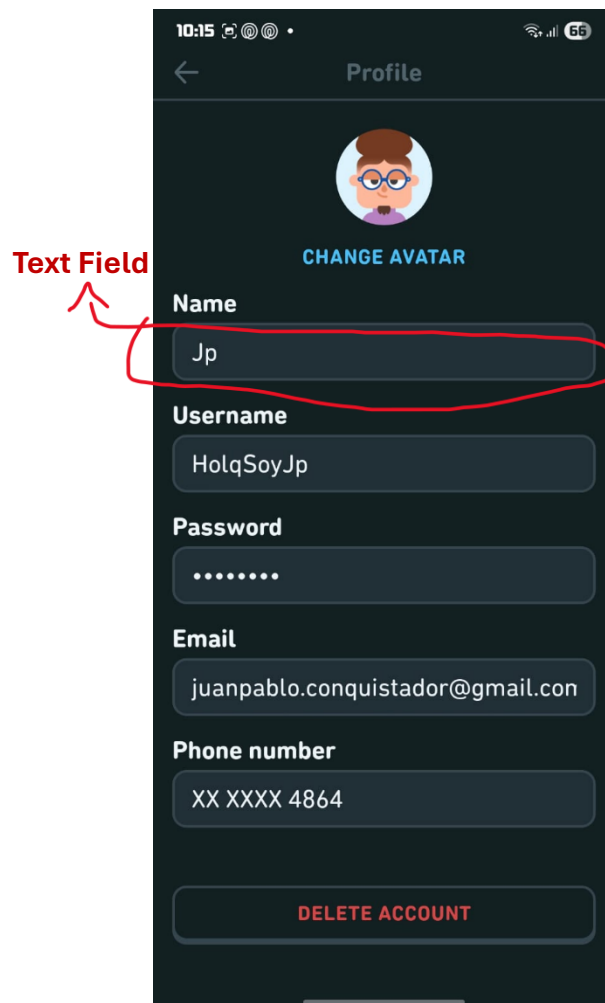 10:15
66
Profile
CHANGE AVATAR
Text Field
Name
Jp
Username
HolqSoyJp
Password
••••••••
Email
juanpablo.conquistador@gmail.con
Phone number
XX XXXX 4864
DELETE ACCOUNT